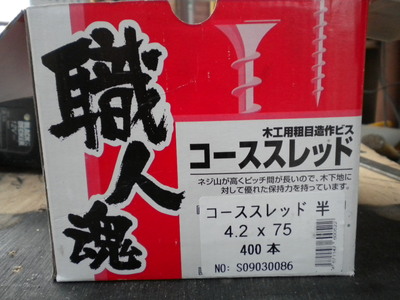 職人魂
木工用粗目造作ビス
コーススレッド
ネジ山が高くピッチ間が長いので、木下地に
対して優れた保持力を持っています。
コーススレッド 半
4.2 x 75
400 本
NO: S09030086